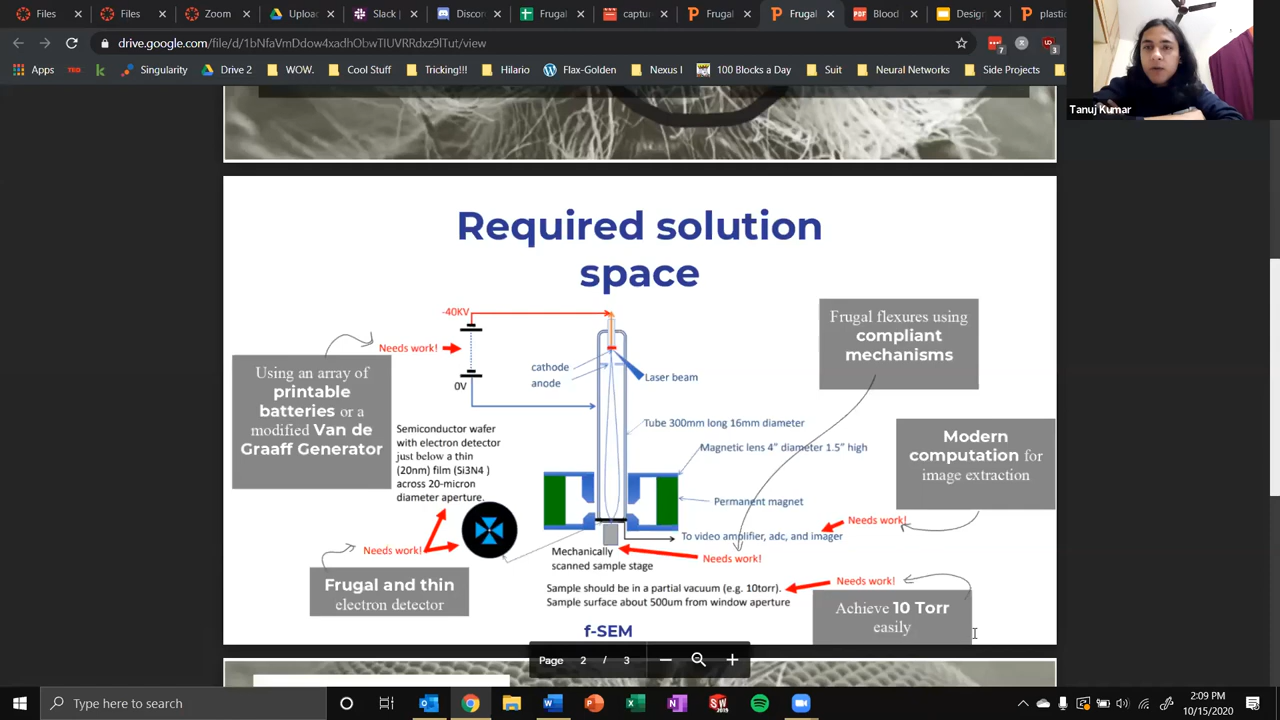 Files
Files
Zoom
Upload
Slack
Files
Disco
Frugal
captur
Frugal
Frugal
Blood
Design
plastic
drive.google.com/file/d/1bNfaVmDdow4xadhObwTIUVRRdxz9lTut/view
Apps
TED
Singularity
Drive 2
WOW.
Cool Stuff
Tricking
Hilario
Flax-Golden
Nexus I
100 Blocks a Day
Suit
Neural Networks
Side Projects
Tanuj Kumar
Required solution
space
-40KV
Needs work!
0V
cathode
anode
Laser beam
Frugal flexures using
compliant
mechanisms
Using an array of
printable
batteries or a
modified Van de
Graaff Generator
Tube 300mm long 16mm diameter
Magnetic lens 4” diameter 1.5” high
Semiconductor wafer
with electron detector
just below a thin
(20nm) film (Si3N4 )
across 20-micron
diameter aperture.
Modern
computation for
image extraction
Permanent magnet
Needs work!
To video amplifier, adc, and imager
Needs work!
Mechanically
scanned sample stage
Needs work!
Frugal and thin
electron detector
Sample should be in a partial vacuum (e.g. 10torr).
Sample surface about 500um from window aperture
Needs work!
Achieve 10 Torr
easily
f-SEM
Page 2 / 3
Type here to search
2:09 PM
10/15/2020